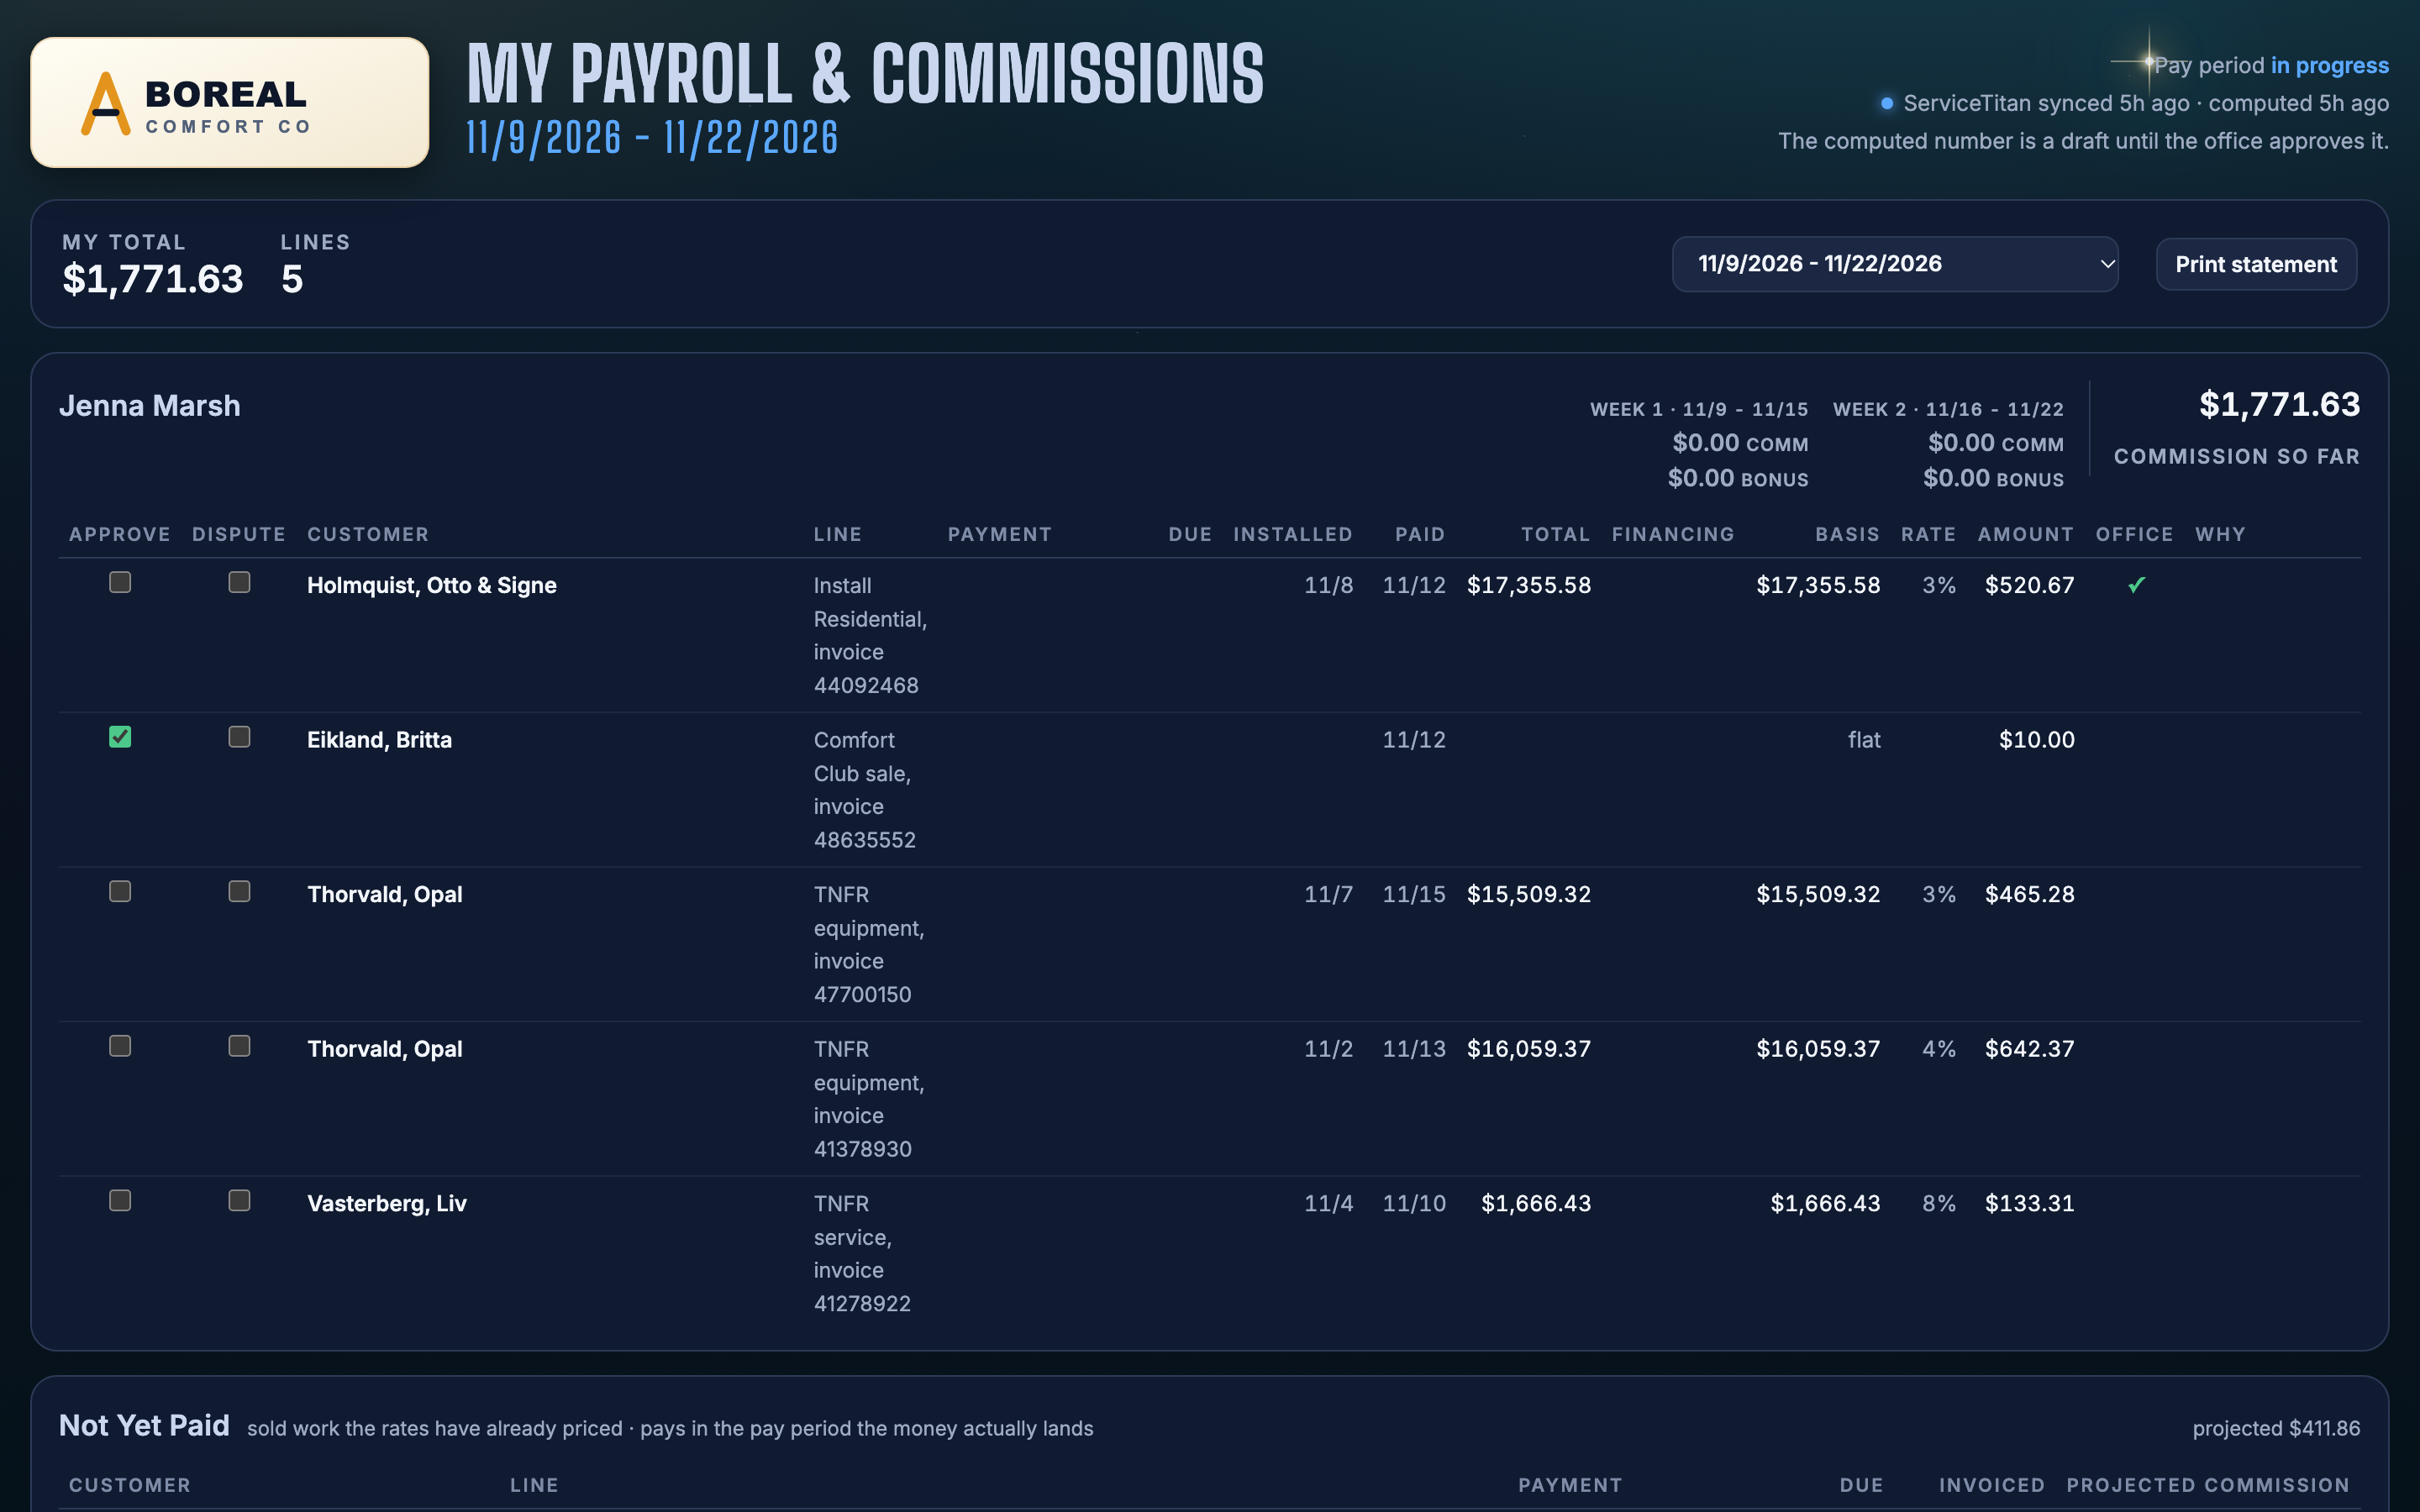 BOREAL
COMFORT CO
MY PAYROLL & COMMISSIONS
11/9/2026 - 11/22/2026
Pay period in progress
ServiceTitan synced 5h ago · computed 5h ago
The computed number is a draft until the office approves it.
MY TOTAL LINES
$1,771.63 5
11/9/2026 - 11/22/2026
Print statement
Jenna Marsh
WEEK 1 · 11/9 - 11/15
$0.00 COMM
$0.00 BONUS
WEEK 2 · 11/16 - 11/22
$0.00 COMM
$0.00 BONUS
$1,771.63
COMMISSION SO FAR
APPROVE DISPUTE CUSTOMER LINE PAYMENT DUE INSTALLED PAID TOTAL FINANCING BASIS RATE AMOUNT OFFICE WHY
Holmquist, Otto & Signe Install 11/8 11/12 $17,355.58 $17,355.58 3% $520.67 ✓
Residential,
invoice
44092468
Eikland, Britta Comfort 11/12 flat $10.00
Club sale,
invoice
48635552
Thorvald, Opal TNFR 11/7 11/15 $15,509.32 $15,509.32 3% $465.28
equipment,
invoice
47700150
Thorvald, Opal TNFR 11/2 11/13 $16,059.37 $16,059.37 4% $642.37
equipment,
invoice
41378930
Vasterberg, Liv TNFR 11/4 11/10 $1,666.43 $1,666.43 8% $133.31
service,
invoice
41278922
Not Yet Paid sold work the rates have already priced · pays in the pay period the money actually lands projected $411.86
CUSTOMER LINE PAYMENT DUE INVOICED PROJECTED COMMISSION